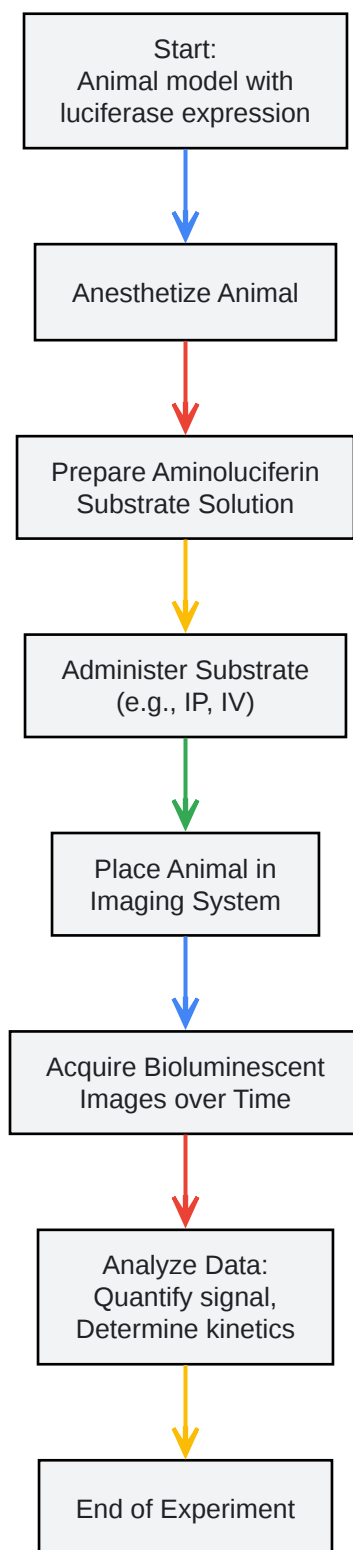 Start:
Animal model with
luciferase expression
Anesthetize Animal
Prepare Aminoluciferin
Substrate Solution
Administer Substrate
(e.g., IP, IV)
Place Animal in
Imaging System
Acquire Bioluminescent
Images over Time
Analyze Data:
Quantify signal,
Determine kinetics
End of Experiment